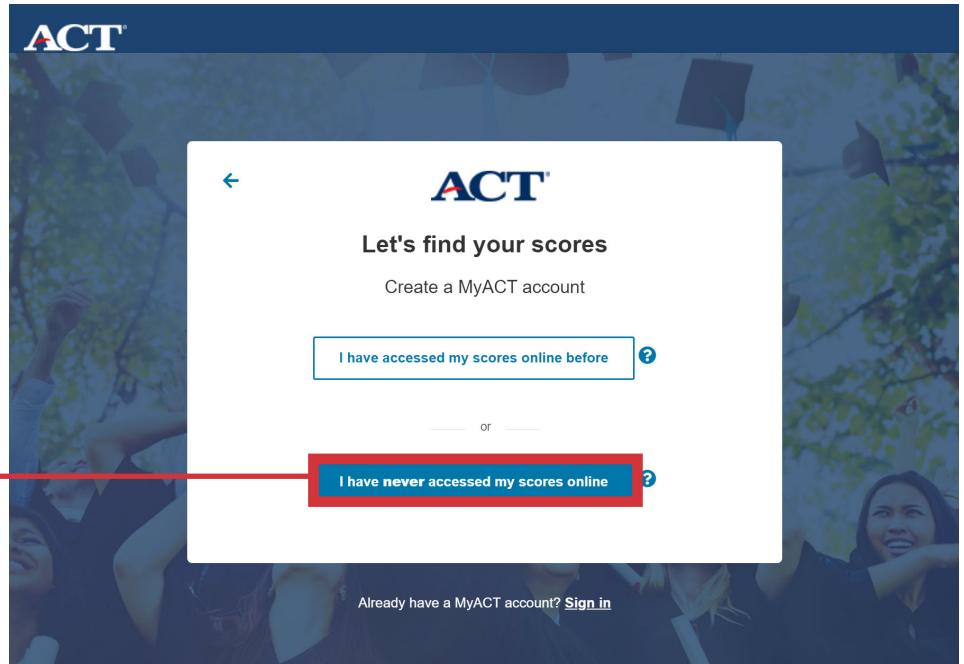 ACT®
ACT®
Let's find your scores
Create a MyACT account
I have accessed my scores online before ?
or
I have never accessed my scores online ?
Already have a MyACT account? Sign in